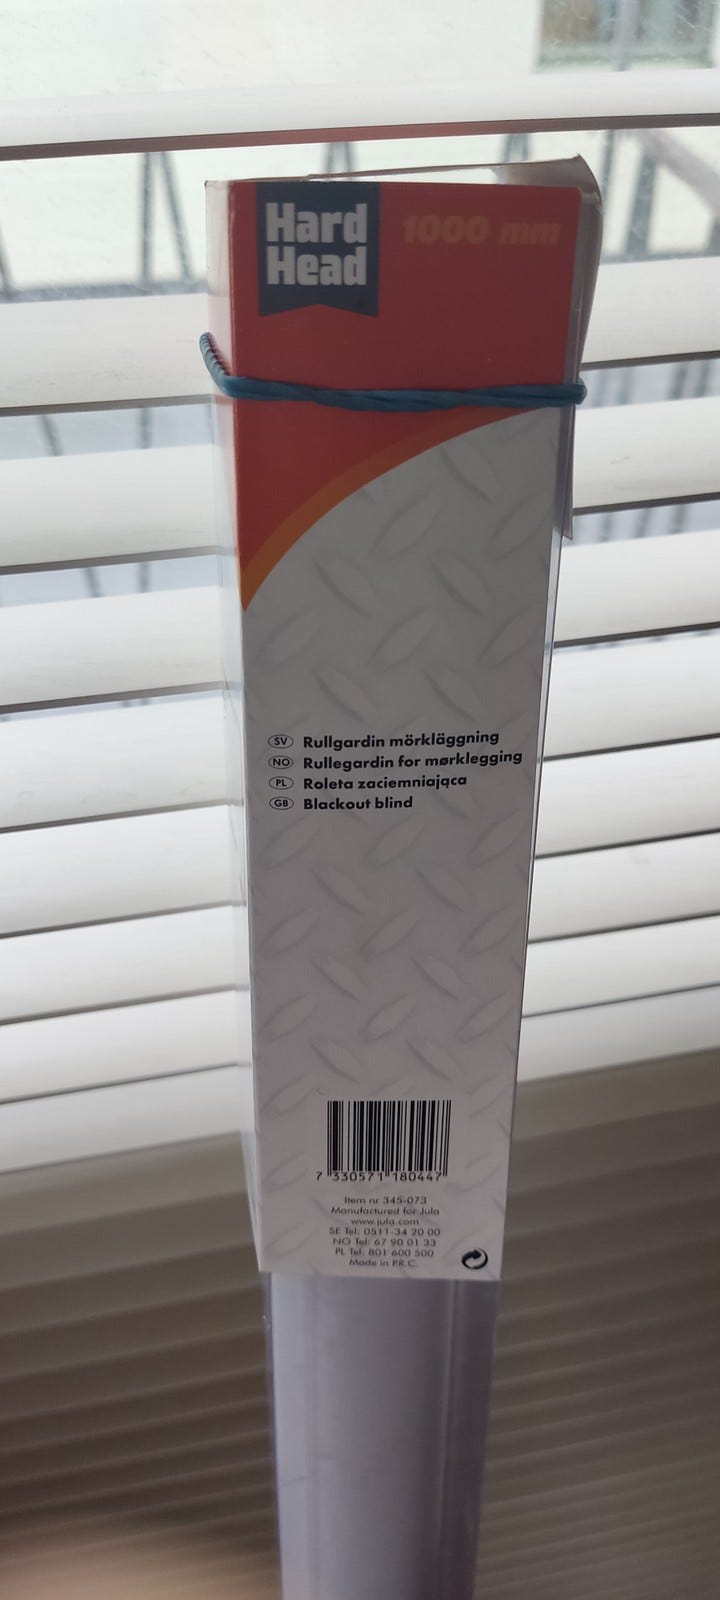 Hard
Head
1000 mm
SV Rullgardin mörkläggning
NO Rullegardin for mørklegging
PL Roleta zaciemniająca
GB Blackout blind
7 330571 180447
Item nr 345-073
Manufactured for Jula
www.jula.com
SE Tel: 0511-34 20 00
NO Tel: 67 90 01 33
PL Tel: 801 600 500
Made in P.R.C.